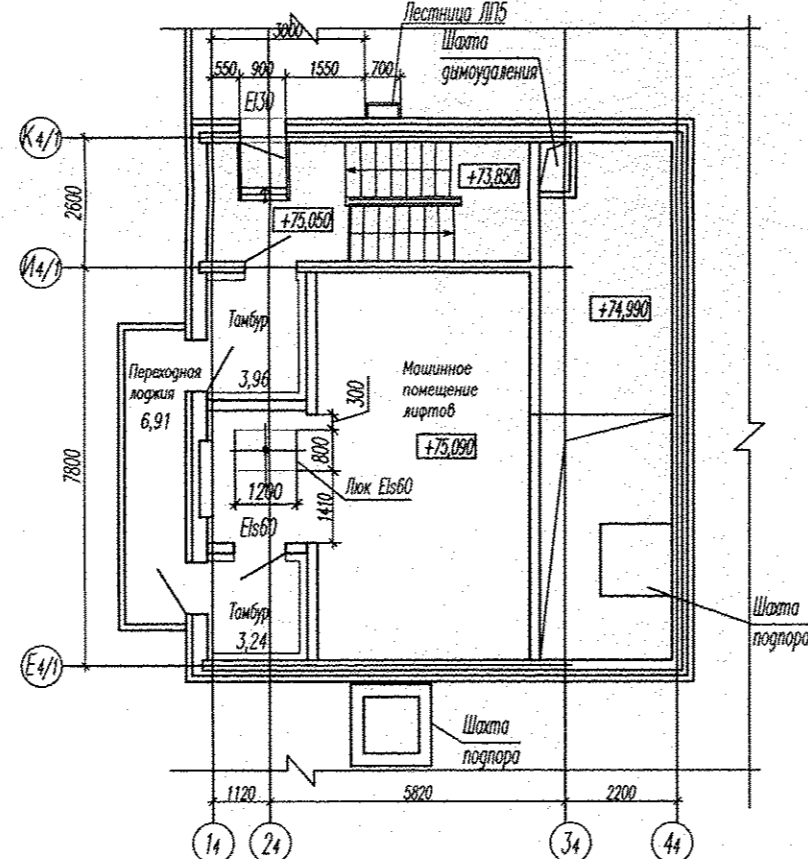 Лестница ЛП5
3000
Шахта
дымоудаления
550
900
1550
700
EI30
К4/1
+73,850
2600
+75,050
И4/1
+74,990
Тамбур
Переходная
лоджия
6,91
3,96
Машинное
помещение
лифтов
300
+75,090
800
7800
1200
Люк EIs60
1410
EIs60
Тамбур
3,24
Шахта
подпора
Е4/1
Шахта
подпора
1120
5820
2200
14
24
34
44